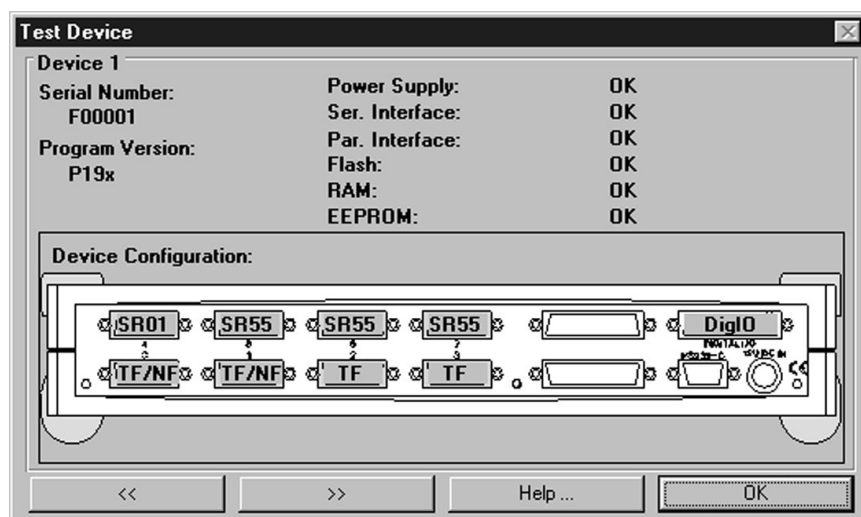 Test Device
Device 1
Serial Number:
F00001
Program Version:
P19x
Power Supply: OK
Ser. Interface: OK
Par. Interface: OK
Flash: OK
RAM: OK
EEPROM: OK
Device Configuration:
SR01 SR55 SR55 SR55 DigIO
4 5 6 7 DIGITAL I/O
0 1 2 3
TF/NF TF/NF TF TF CE
<< >> Help ... OK